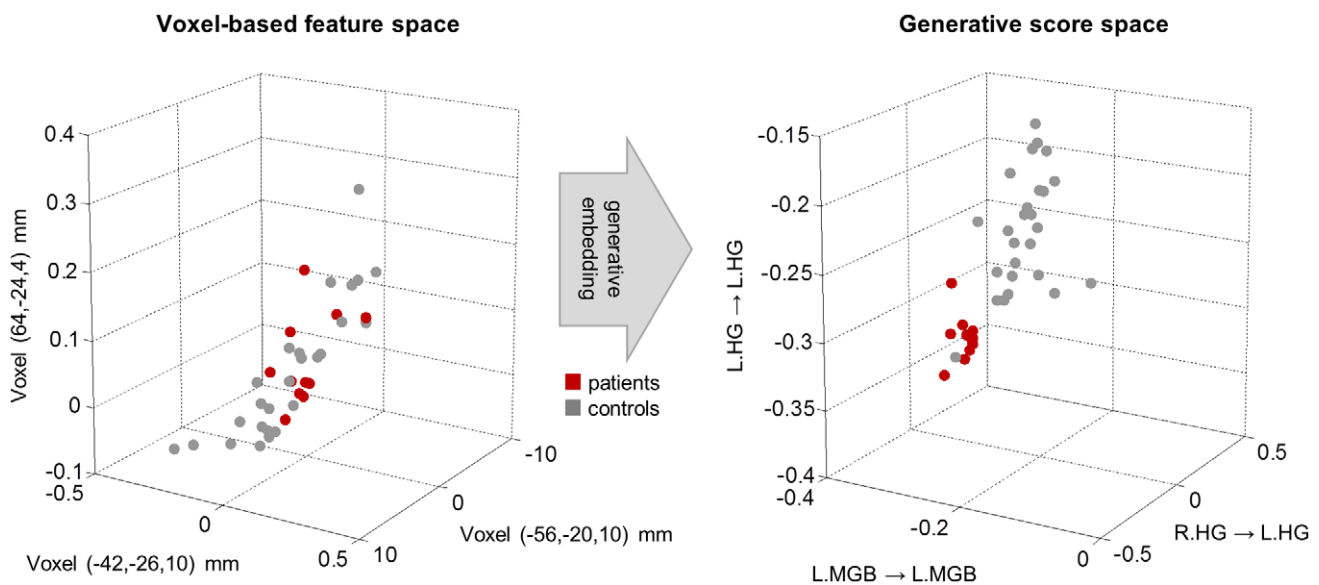 Voxel-based feature space
Voxel (64,-24,4) mm
0.4
0.3
0.2
0.1
0
-0.1
-0.5
0
0.5
Voxel (-42,-26,10) mm
10
0
-10
Voxel (-56,-20,10) mm
generative
embedding
patients
controls
Generative score space
L.HG → L.HG
-0.15
-0.2
-0.25
-0.3
-0.35
-0.4
-0.4
-0.2
0
L.MGB → L.MGB
-0.5
0
0.5
R.HG → L.HG